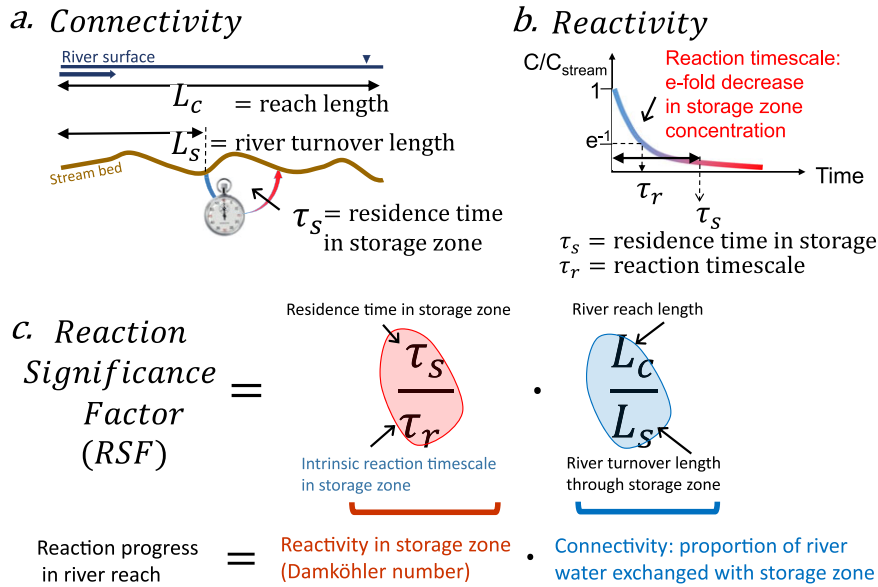 a. Connectivity
River surface
L_c = reach length
L_s = river turnover length
Stream bed
τ_s = residence time
in storage zone
b. Reactivity
C/C_stream
Reaction timescale:
e-fold decrease
in storage zone
concentration
1
e⁻¹
Time
τ_r
τ_s
τ_s = residence time in storage
τ_r = reaction timescale
c. Reaction
Significance
Factor
(RSF)
=
Residence time in storage zone
τ_s
τ_r
Intrinsic reaction timescale
in storage zone
·
River reach length
L_c
L_s
River turnover length
through storage zone
Reaction progress
in river reach
=
Reactivity in storage zone
(Damköhler number)
·
Connectivity: proportion of river
water exchanged with storage zone